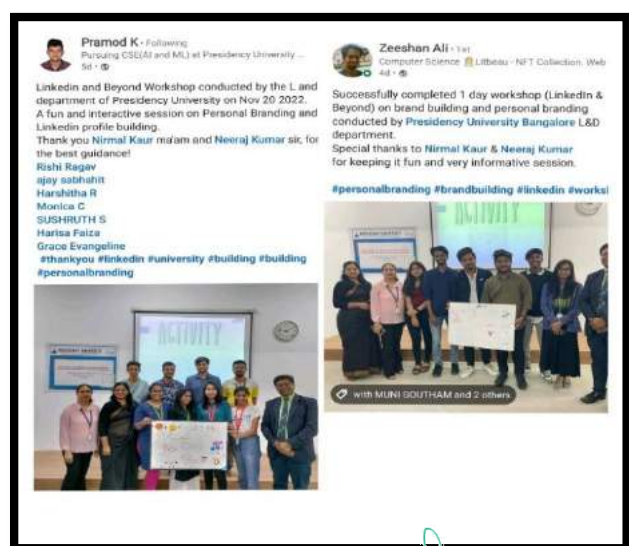 Pramod K · Following
Pursuing CSE(AI and ML) at Presidency University ...
5d ·
Linkedin and Beyond Workshop conducted by the L and
department of Presidency University on Nov 20 2022.
A fun and interactive session on Personal Branding and
Linkedin profile building.
Thank you Nirmal Kaur ma'am and Neeraj Kumar sir, for
the best guidance!
Rishi Ragav
ajay sabhahit
Harshitha R
Monica C
SUSHRUTH S
Harisa Faiza
Grace Evangeline
#thankyou #linkedin #university #building #building
#personalbranding
ACTIVITY
Zeeshan Ali · 1st
Computer Science Litbeau - NFT Collection. Web
4d ·
Successfully completed 1 day workshop (LinkedIn &
Beyond) on brand building and personal branding
conducted by Presidency University Bangalore L&D
department.
Special thanks to Nirmal Kaur & Neeraj Kumar
for keeping it fun and very informative session.
#personalbranding #brandbuilding #linkedin #works
ACTIVITY
with MUNI GOUTHAM and 2 others